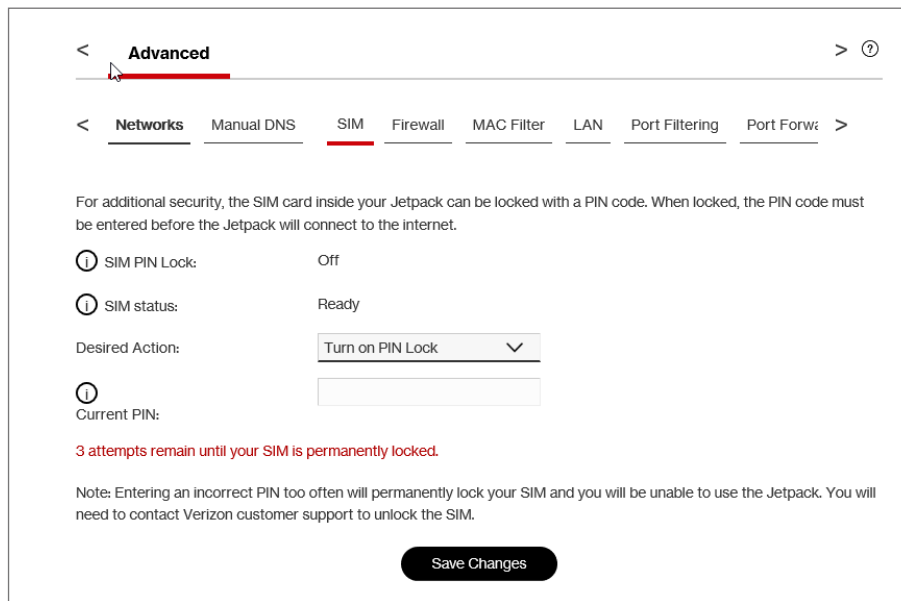 < Advanced > ?
< Networks Manual DNS SIM Firewall MAC Filter LAN Port Filtering Port Forwa >
For additional security, the SIM card inside your Jetpack can be locked with a PIN code. When locked, the PIN code must
be entered before the Jetpack will connect to the internet.
i SIM PIN Lock: Off
i SIM status: Ready
Desired Action: Turn on PIN Lock
i
Current PIN:
3 attempts remain until your SIM is permanently locked.
Note: Entering an incorrect PIN too often will permanently lock your SIM and you will be unable to use the Jetpack. You will
need to contact Verizon customer support to unlock the SIM.
Save Changes